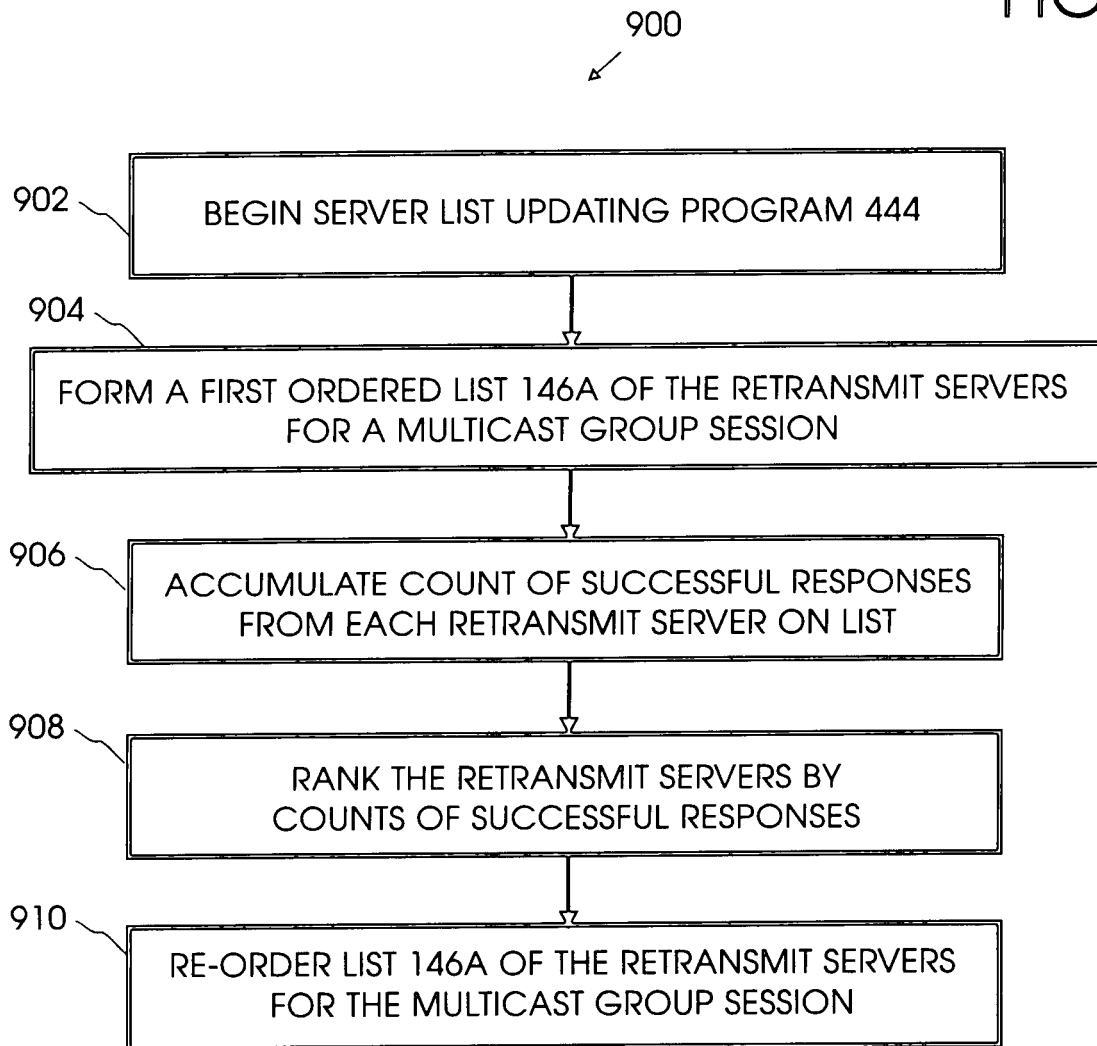 900
902
BEGIN SERVER LIST UPDATING PROGRAM 444
904
FORM A FIRST ORDERED LIST 146A OF THE RETRANSMIT SERVERS
FOR A MULTICAST GROUP SESSION
906
ACCUMULATE COUNT OF SUCCESSFUL RESPONSES
FROM EACH RETRANSMIT SERVER ON LIST
908
RANK THE RETRANSMIT SERVERS BY
COUNTS OF SUCCESSFUL RESPONSES
910
RE-ORDER LIST 146A OF THE RETRANSMIT SERVERS
FOR THE MULTICAST GROUP SESSION